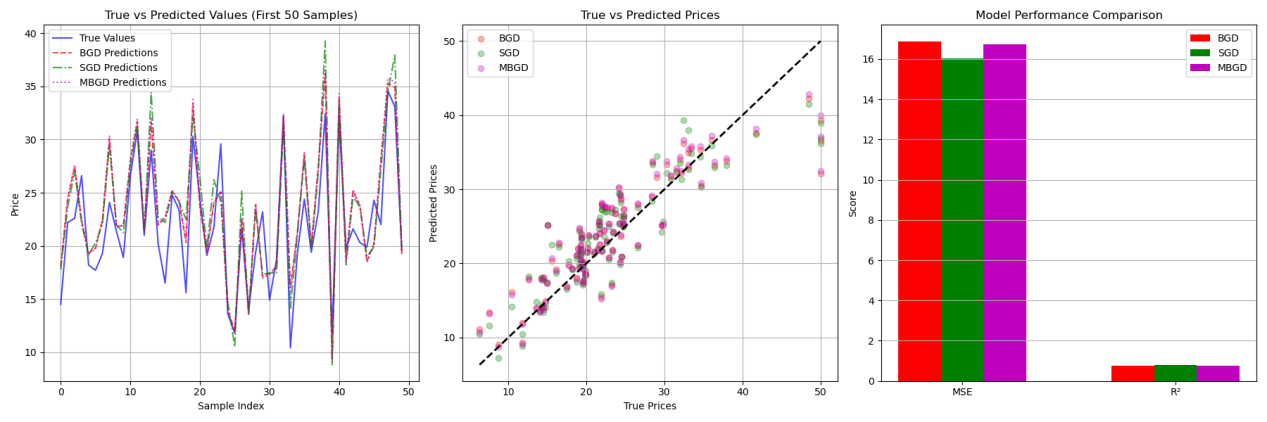 True vs Predicted Values (First 50 Samples)
True Values
BGD Predictions
SGD Predictions
MBGD Predictions
Price
40
35
30
25
20
15
10
0
10
20
30
40
50
Sample Index
True vs Predicted Prices
BGD
SGD
MBGD
Predicted Prices
50
40
30
20
10
10
20
30
40
50
True Prices
Model Performance Comparison
BGD
SGD
MBGD
Score
16
14
12
10
8
6
4
2
0
MSE
R²